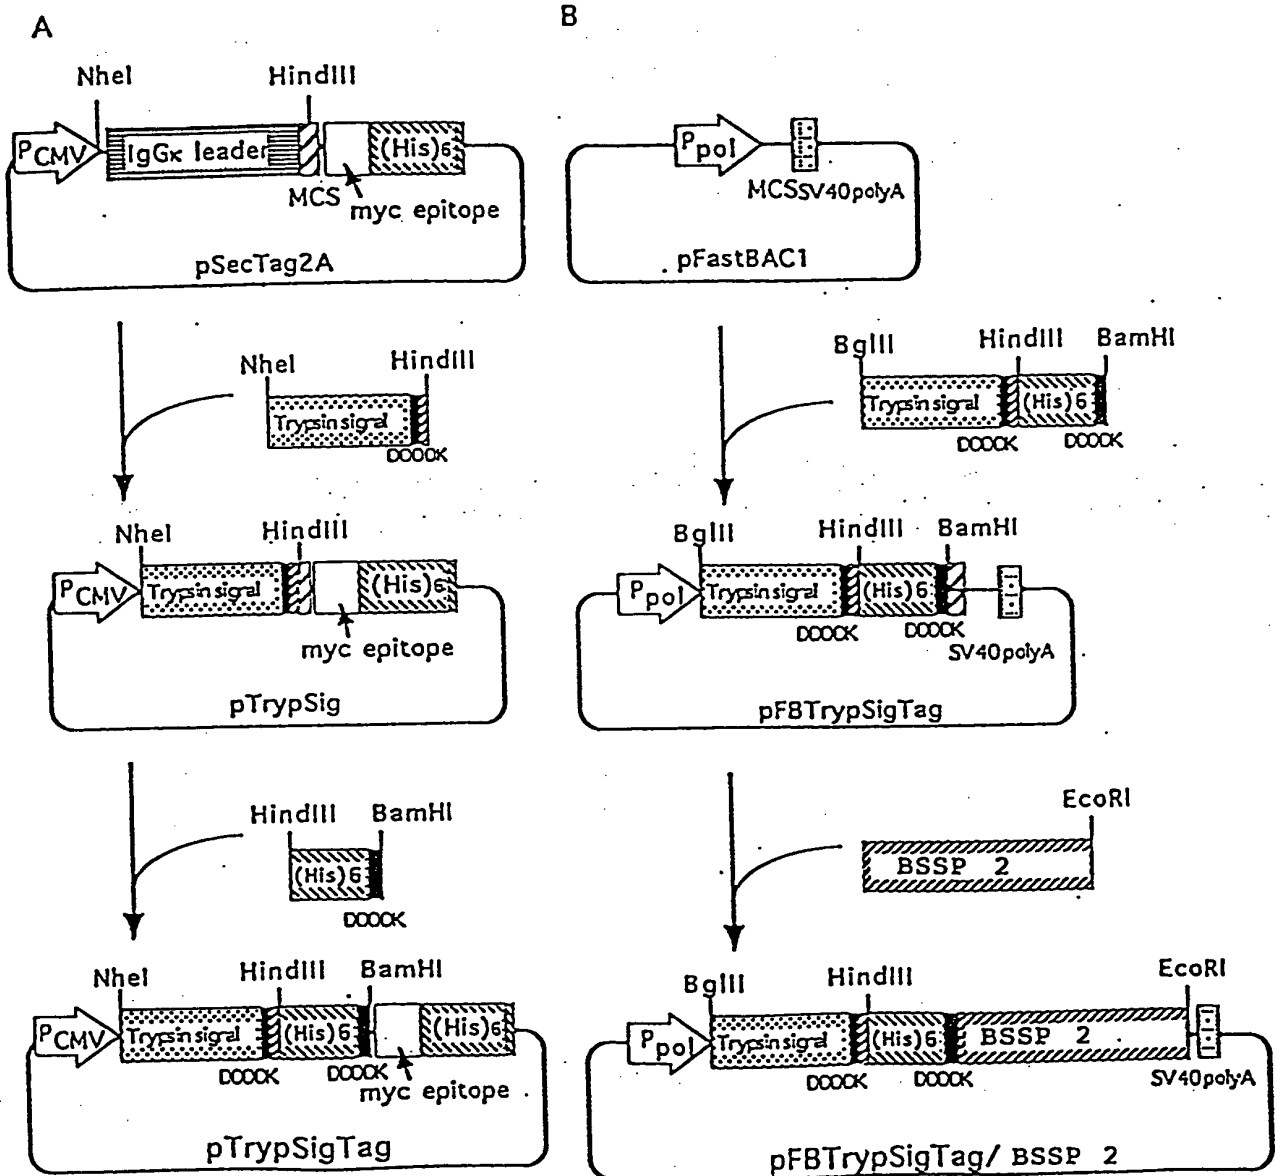 A
NheI
HindIII
PCMV
IgGκ leader
(His)6
MCS
myc epitope
pSecTag2A
NheI
HindIII
Trypsin signal
DDDDK
NheI
HindIII
PCMV
Trypsin signal
(His)6
myc epitope
pTrypSig
HindIII
BamHI
(His)6
DDDDK
NheI
HindIII
BamHI
PCMV
Trypsin signal
(His)6
(His)6
DDDDK
DDDDK
myc epitope
pTrypSigTag
B
Ppol
MCS
SV40polyA
pFastBAC1
BglII
HindIII
BamHI
Trypsin signal
(His)6
DDDDK
DDDDK
BglII
HindIII
BamHI
Ppol
Trypsin signal
(His)6
DDDDK
DDDDK
SV40polyA
pFBTrypSigTag
EcoRI
BSSP 2
BglII
HindIII
EcoRI
Ppol
Trypsin signal
(His)6
BSSP 2
DDDDK
DDDDK
SV40polyA
pFBTrypSigTag/ BSSP 2